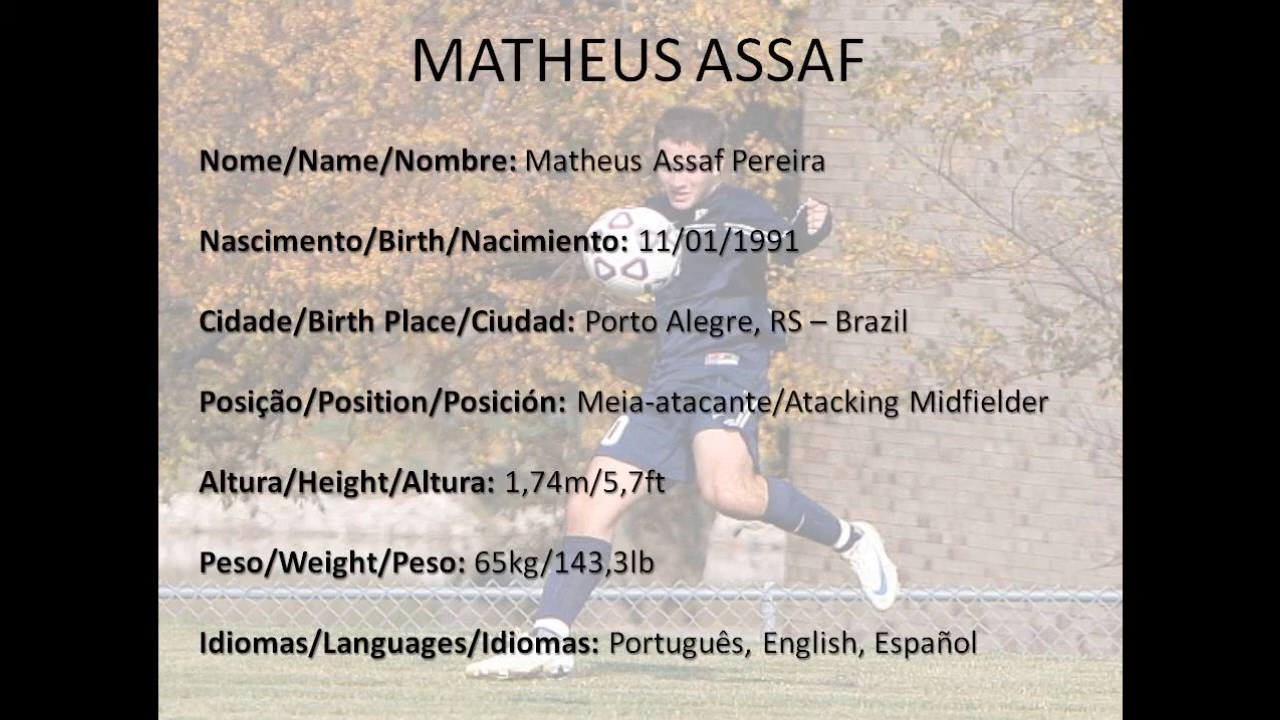 MATHEUS ASSAF
Nome/Name/Nombre: Matheus Assaf Pereira
Nascimento/Birth/Nacimiento: 11/01/1991
Cidade/Birth Place/Ciudad: Porto Alegre, RS – Brazil
Posição/Position/Posición: Meia-atacante/Atacking Midfielder
Altura/Height/Altura: 1,74m/5,7ft
Peso/Weight/Peso: 65kg/143,3lb
Idiomas/Languages/Idiomas: Português, English, Español